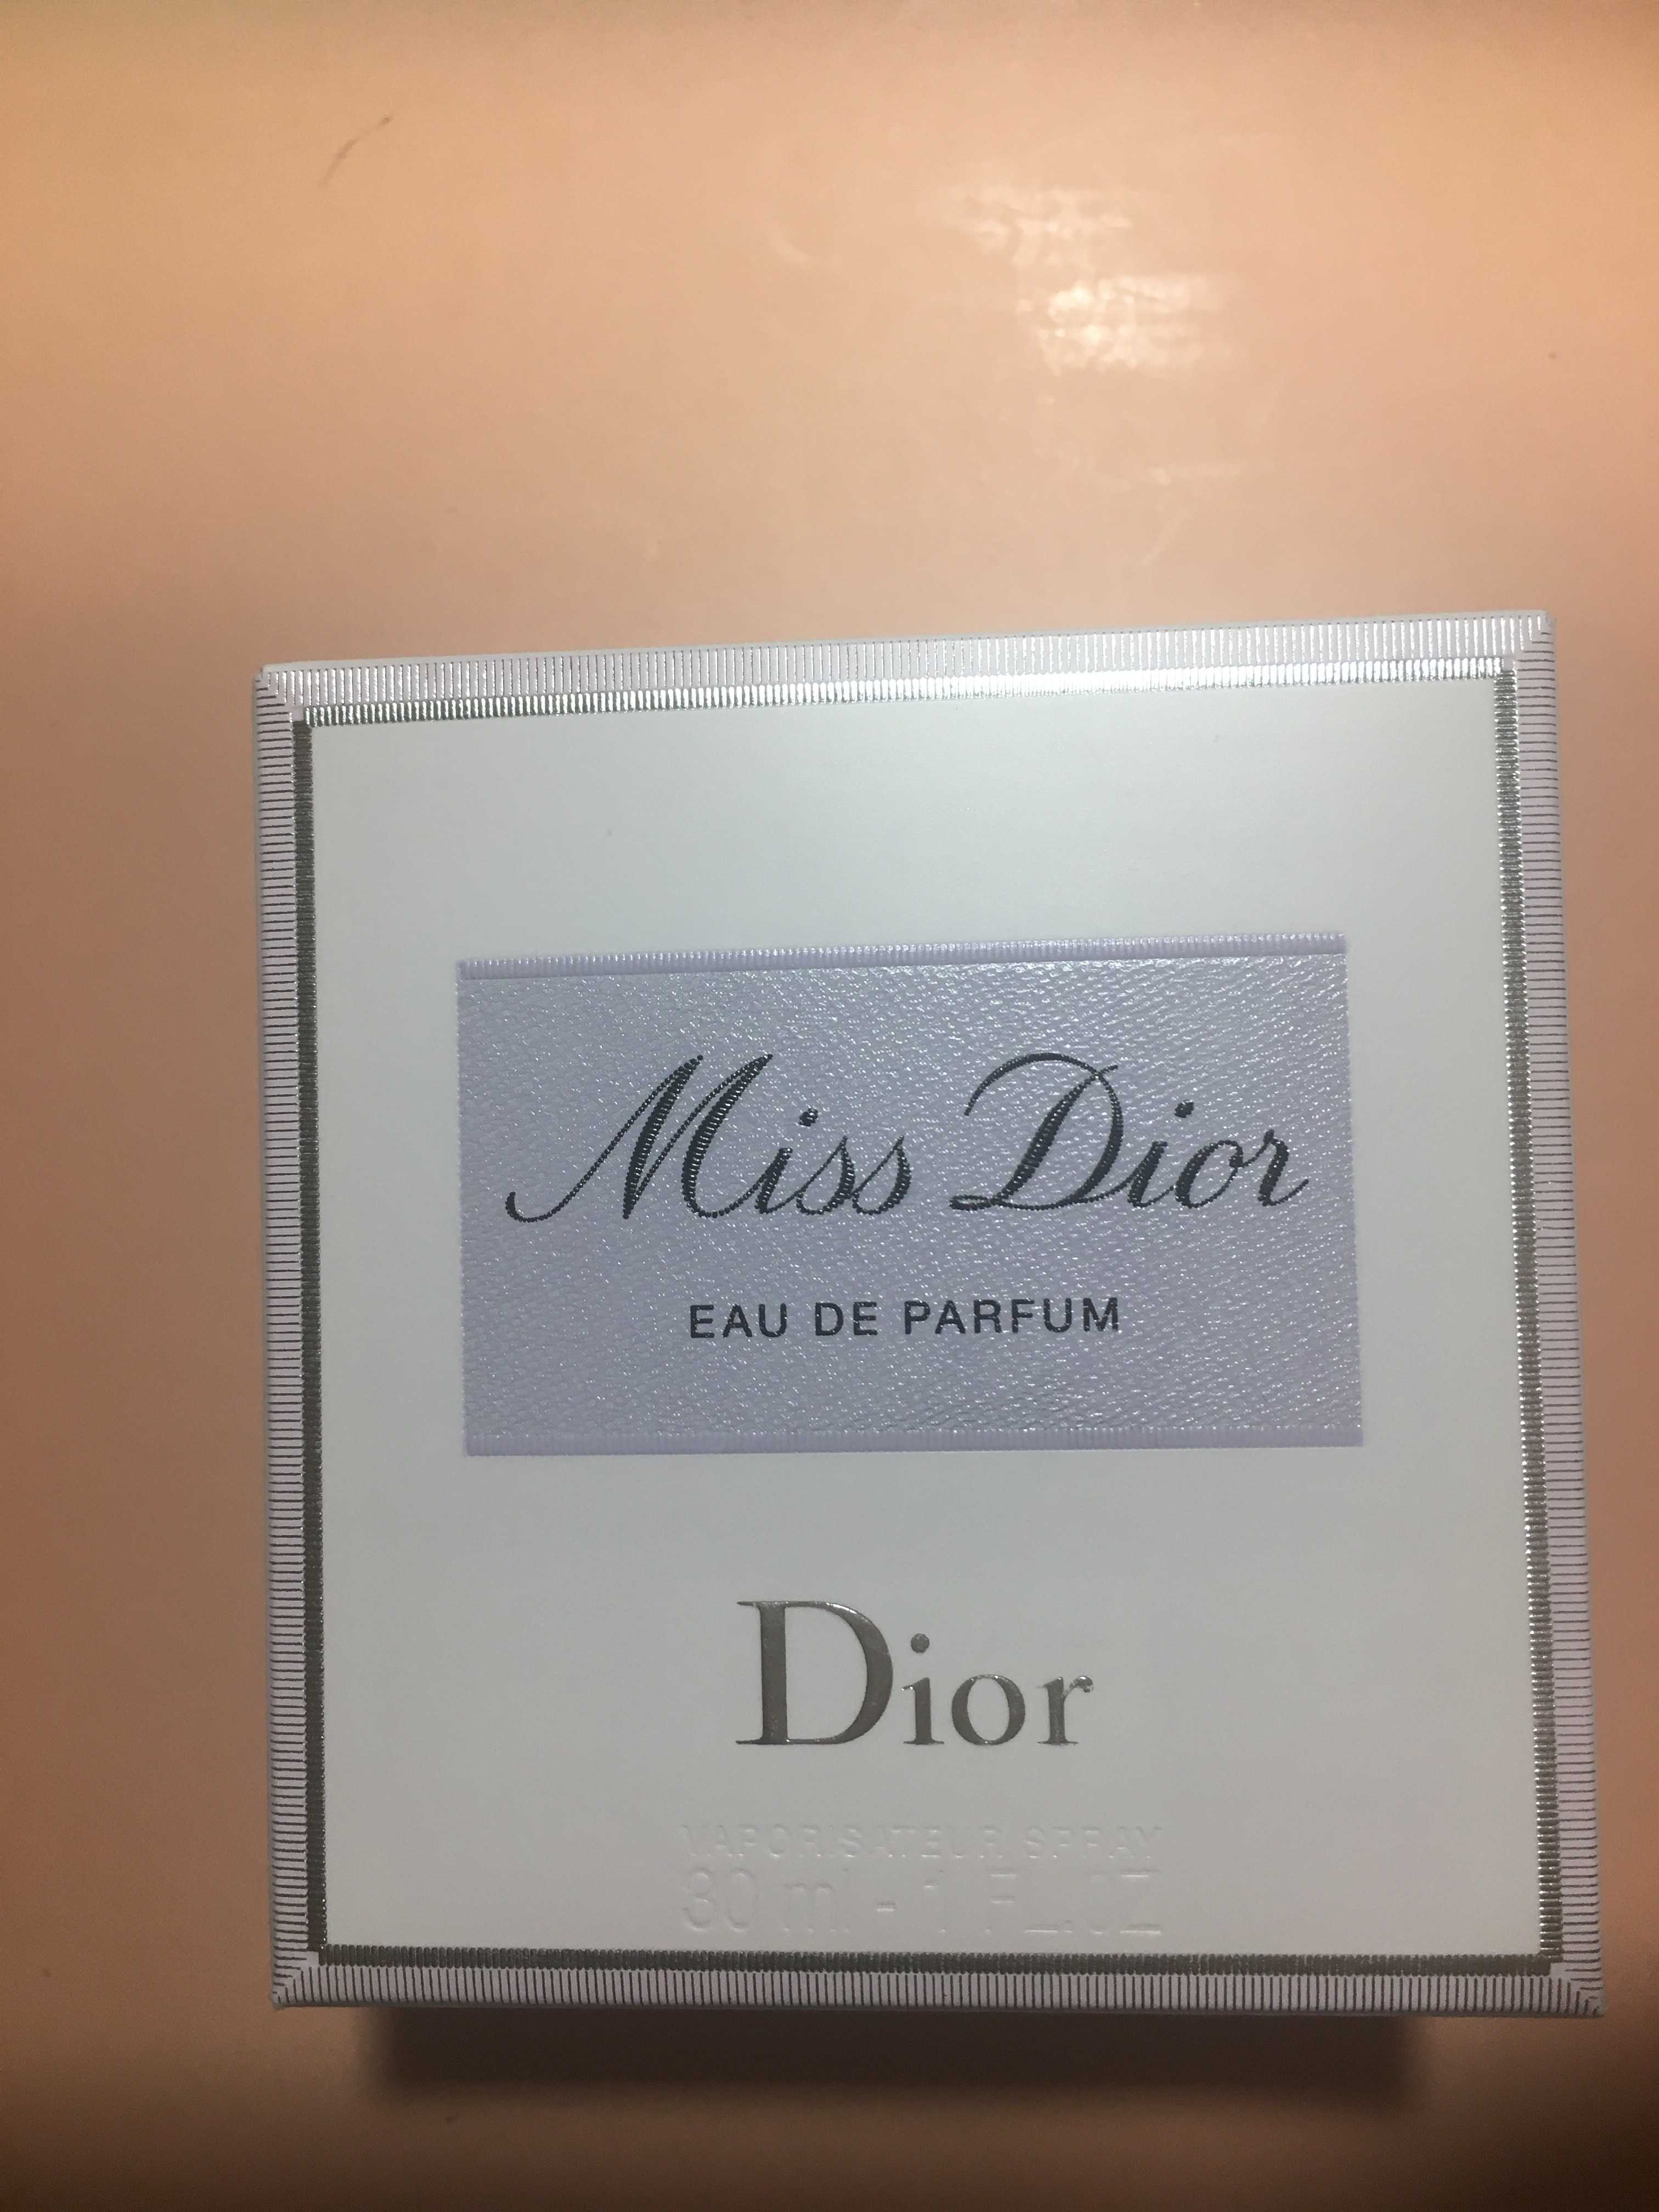 Miss Dior
EAU DE PARFUM
Dior
VAPORISATEUR SPRAY
30 ml - 1 FL.OZ